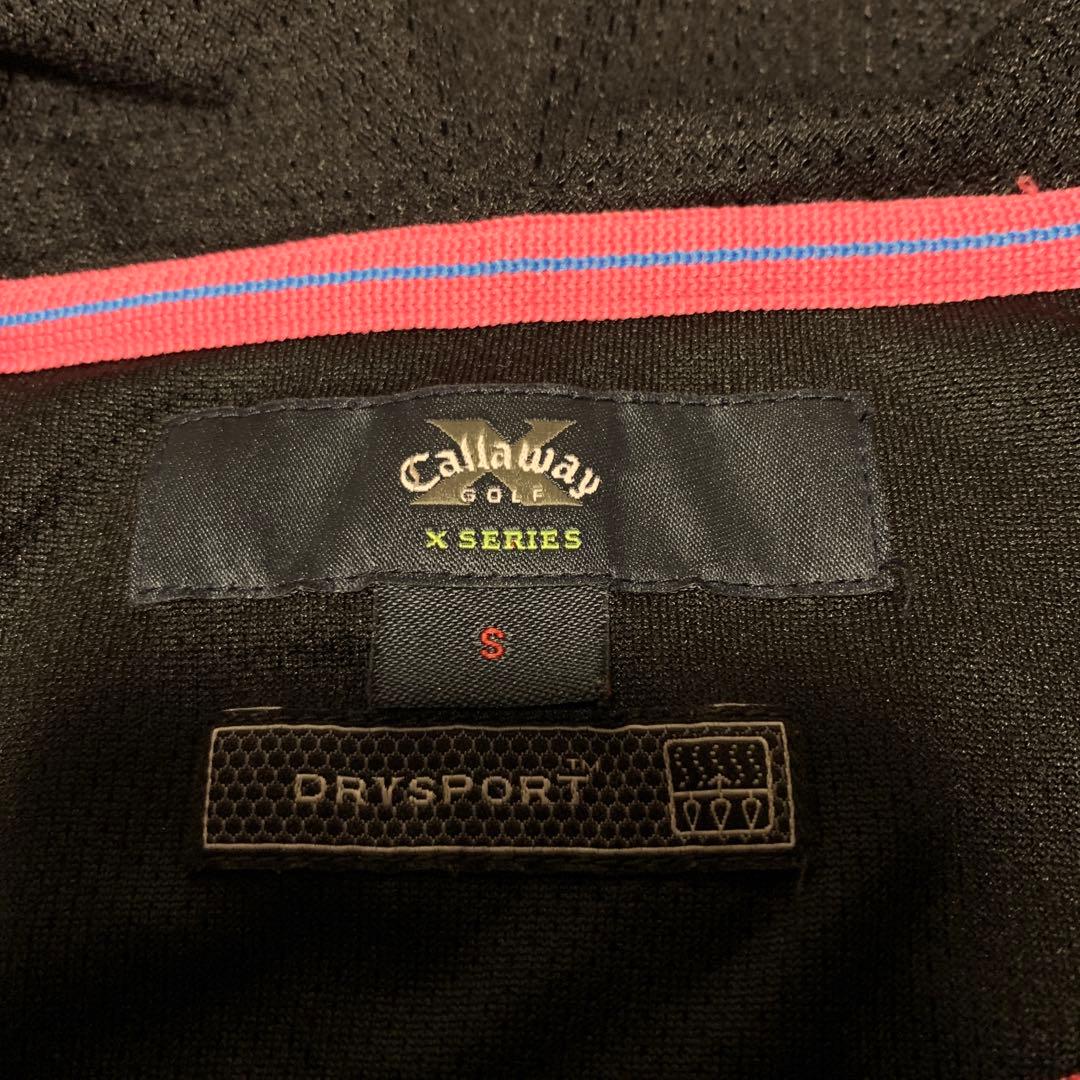 X
Callaway
GOLF
X SERIES
S
DRYSPORT™